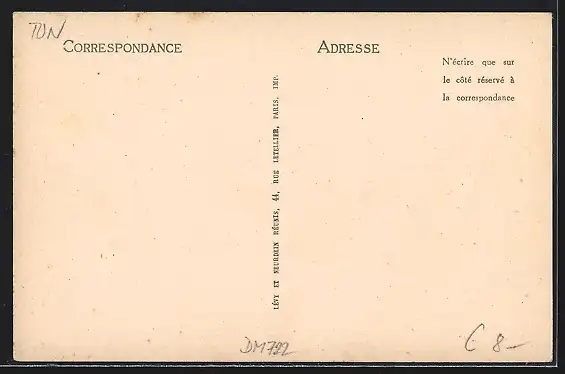 TUN
CORRESPONDANCE
ADRESSE
N'écrire que sur
le côté réservé à
la correspondance
LÉVY ET NEURDEIN RÉUNIS, 44, RUE LETELLIER, PARIS, IMP.
DM722
8-